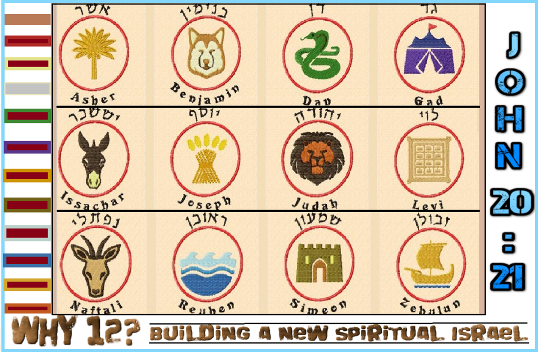 אשר
Asher
בנימין
Benjamin
דן
Dan
גד
Gad
יששכר
Issachar
יוסף
Joseph
יהודה
Judah
לוי
Levi
נפתלי
Naftali
ראובן
Reuben
שמעון
Simeon
זבולן
Zebulun
JOHN 20:21
WHY 12? BUILDING A NEW SPIRITUAL ISRAEL